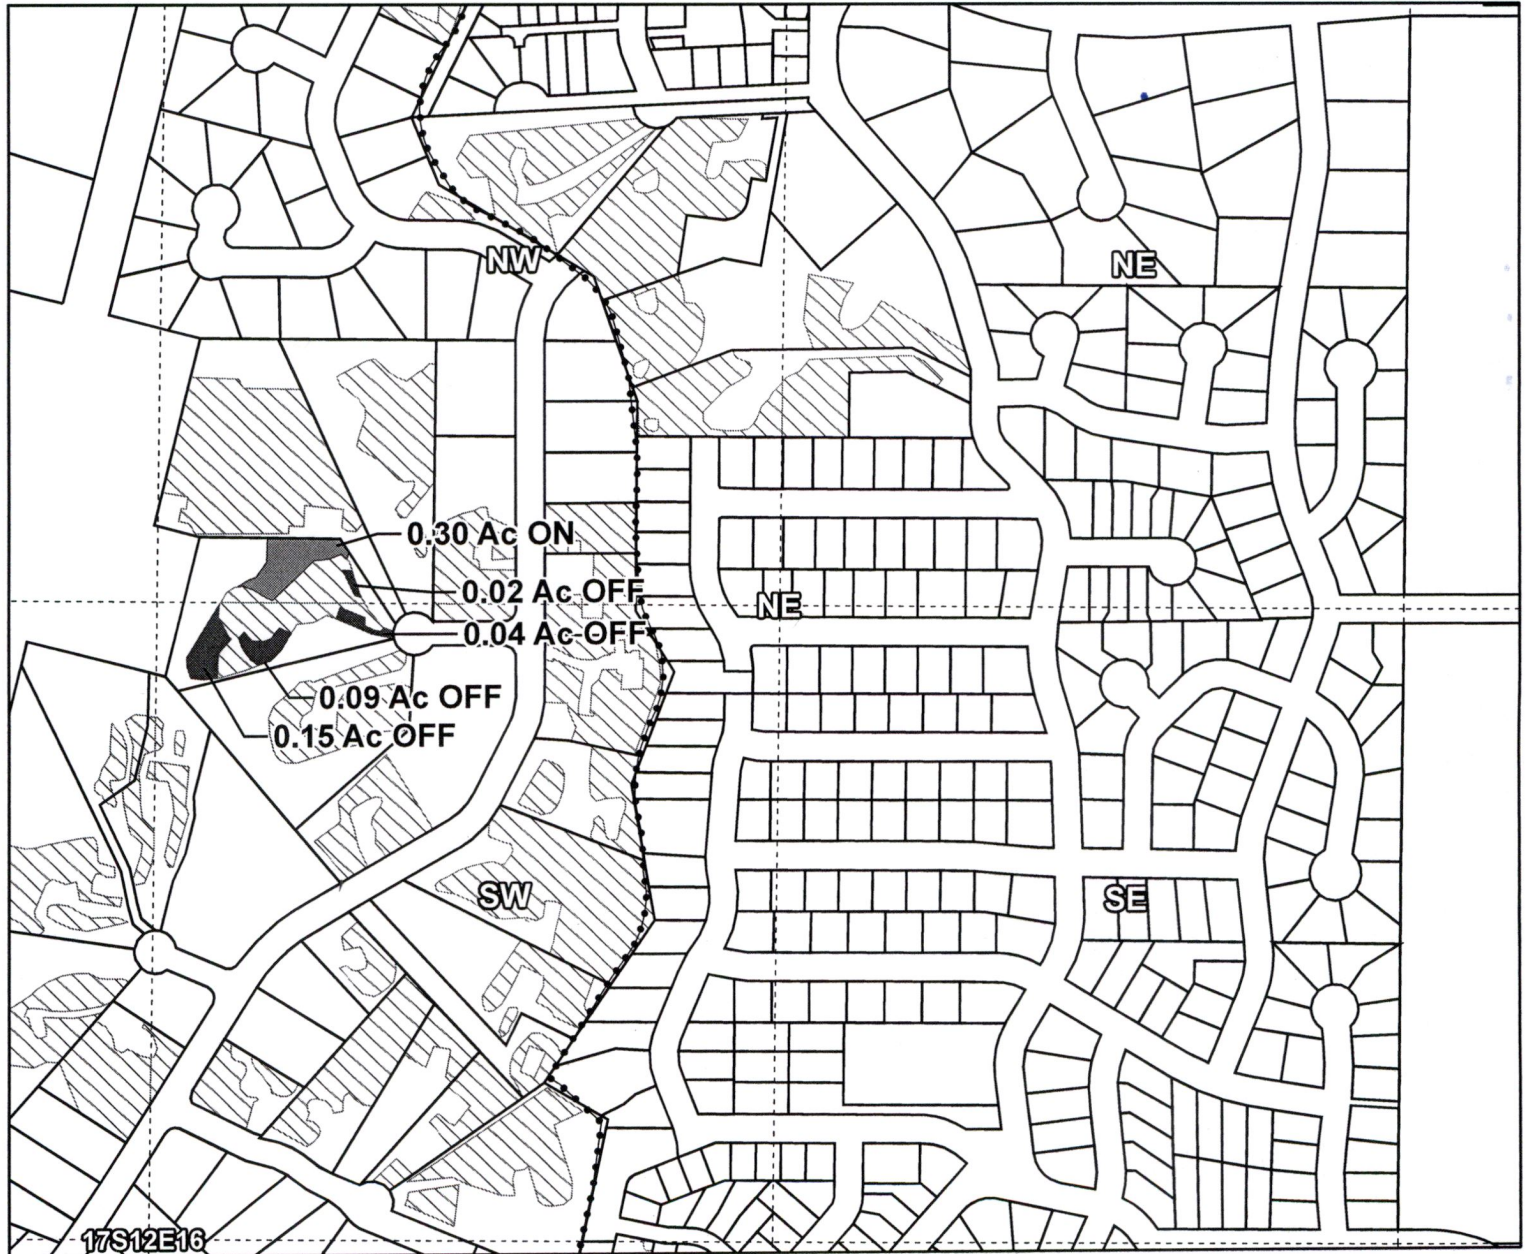 NW
NE
0.30 Ac ON
0.02 Ac OFF
NE
0.04 Ac OFF
0.09 Ac OFF
0.15 Ac OFF
SW
SE
17S12E16